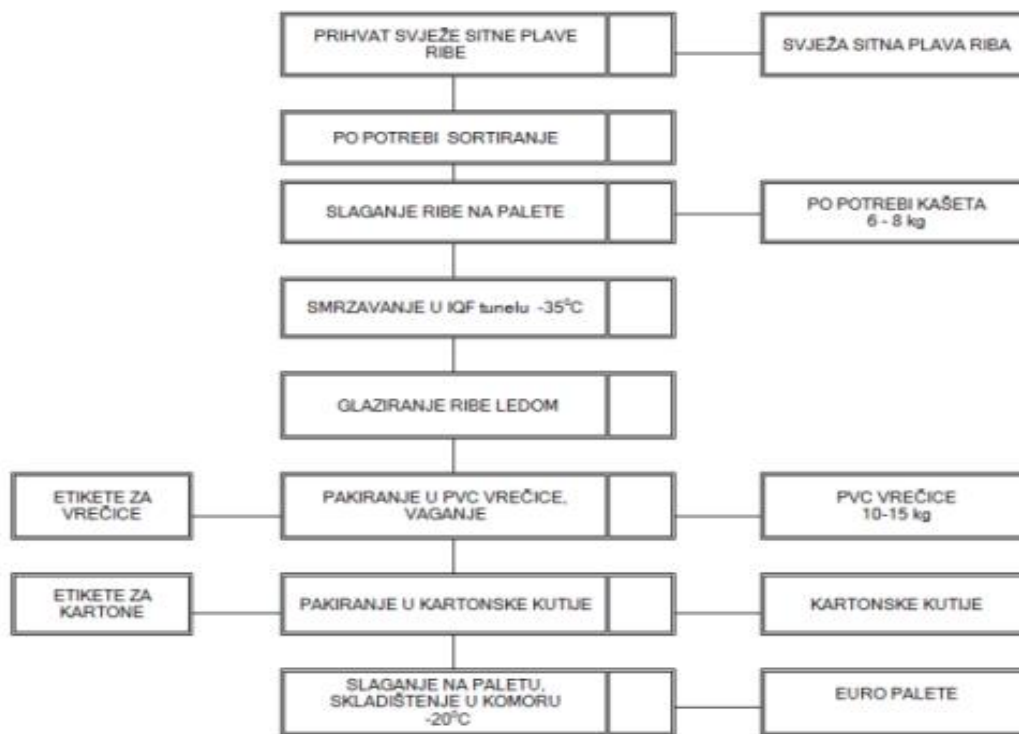 PRIHVAT SVJEŽE SITNE PLAVE
RIBE
SVJEŽA SITNA PLAVA RIBA
PO POTREBI SORTIRANJE
SLAGANJE RIBE NA PALETE
PO POTREBI KAŠETA
6 - 8 kg
SMRZAVANJE U IQF tunelu -35⁰C
GLAZIRANJE RIBE LEDOM
ETIKETE ZA
VREČICE
PAKIRANJE U PVC VREČICE,
VAGANJE
PVC VREČICE
10-15 kg
ETIKETE ZA
KARTONE
PAKIRANJE U KARTONSKE KUTIJE
KARTONSKE KUTIJE
SLAGANJE NA PALETU,
SKLADIŠTENJE U KOMORU
-20⁰C
EURO PALETE